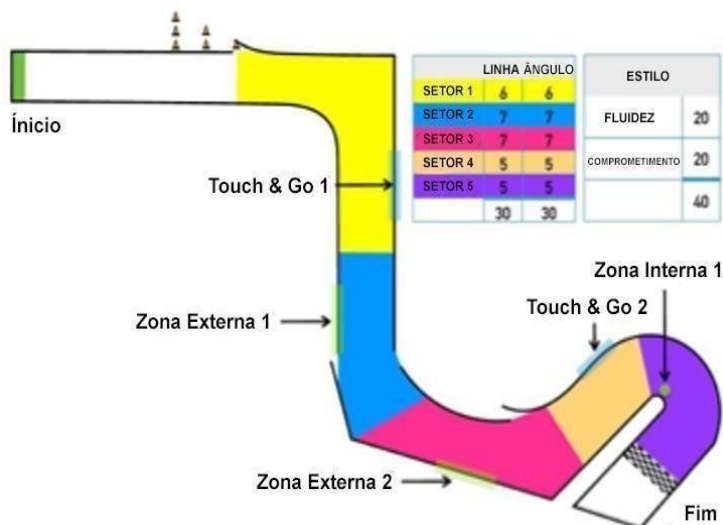 LINHA ÂNGULO
SETOR 1 6 6
SETOR 2 7 7
SETOR 3 7 7
SETOR 4 5 5
SETOR 5 5 5
30 30
ESTILO
FLUIDEZ 20
COMPROMETIMENTO 20
40
Ínicio
Touch & Go 1
Zona Interna 1
Touch & Go 2
Zona Externa 1
Zona Externa 2
Fim